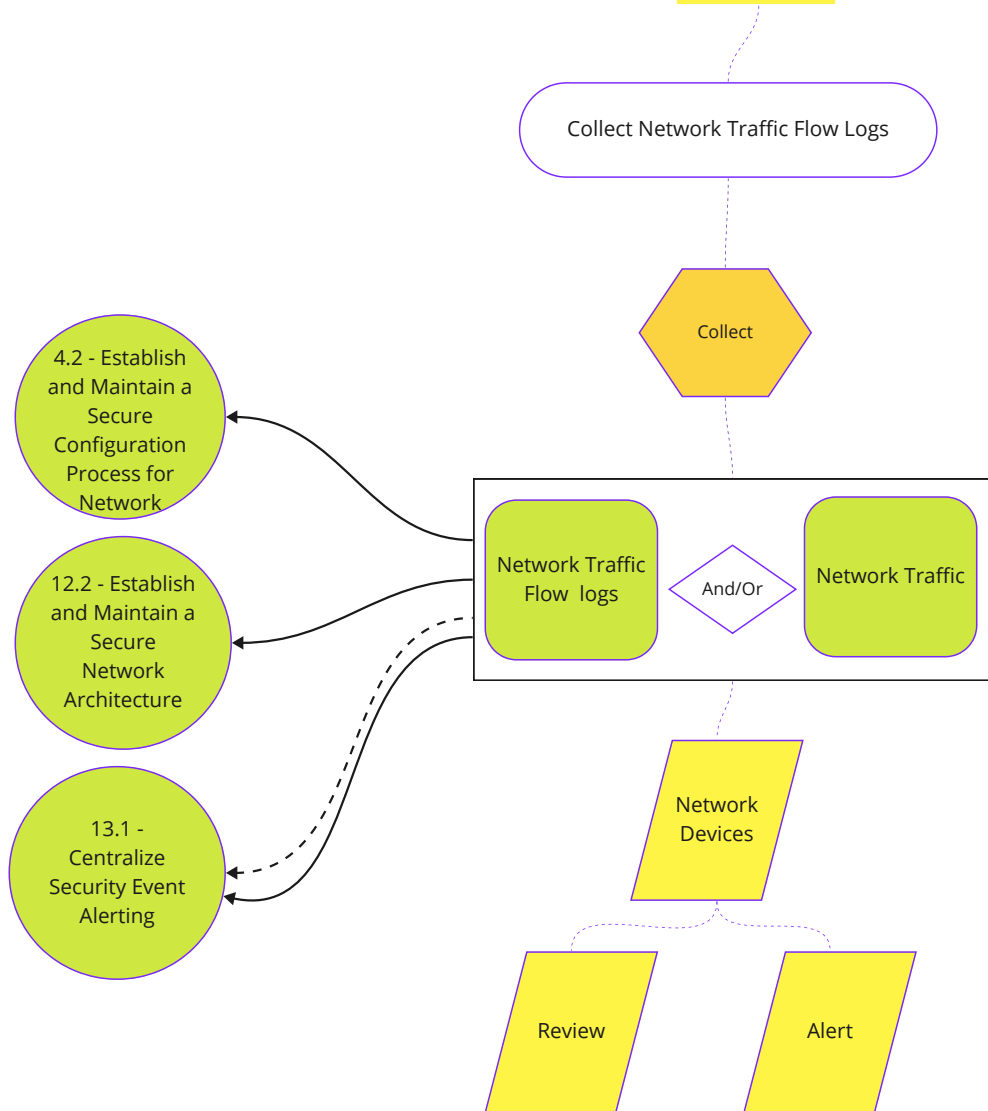 Collect Network Traffic Flow Logs
Collect
4.2 - Establish
and Maintain a
Secure
Configuration
Process for
Network
Network Traffic
Flow  logs
And/Or
Network Traffic
12.2 - Establish
and Maintain a
Secure
Network
Architecture
13.1 -
Centralize
Security Event
Alerting
Network
Devices
Review
Alert